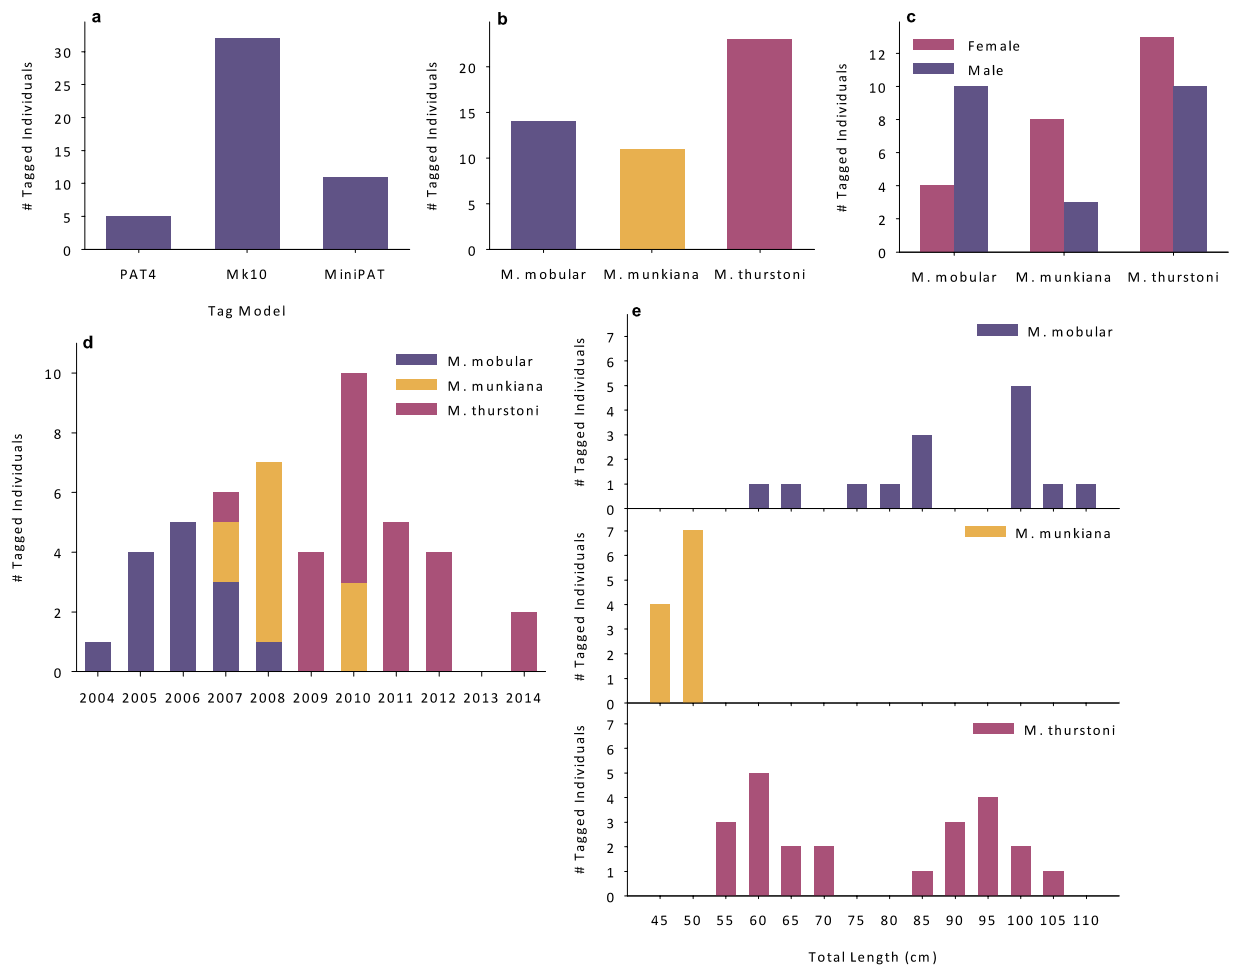 a
# Tagged Individuals
30
25
20
15
10
5
0
PAT4 Mk10 MiniPAT
Tag Model
b
# Tagged Individuals
20
15
10
5
0
M. mobular M. munkiana M. thurstoni
c
Female
Male
# Tagged Individuals
12
10
8
6
4
2
0
M. mobular M. munkiana M. thurstoni
d
M. mobular
M. munkiana
M. thurstoni
# Tagged Individuals
10
8
6
4
2
0
2004 2005 2006 2007 2008 2009 2010 2011 2012 2013 2014
e
M. mobular
# Tagged Individuals
7
6
5
4
3
2
1
0
M. munkiana
# Tagged Individuals
7
6
5
4
3
2
1
0
M. thurstoni
# Tagged Individuals
7
6
5
4
3
2
1
0
45 50 55 60 65 70 75 80 85 90 95 100 105 110
Total Length (cm)